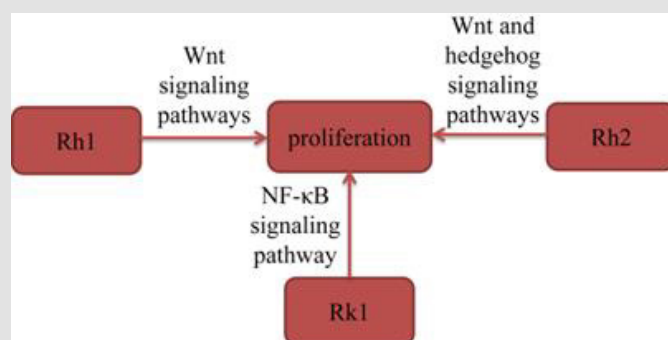 Wnt
signaling
pathways
Wnt and
hedgehog
signaling
pathways
Rh1
proliferation
Rh2
NF-κB
signaling
pathway
Rk1